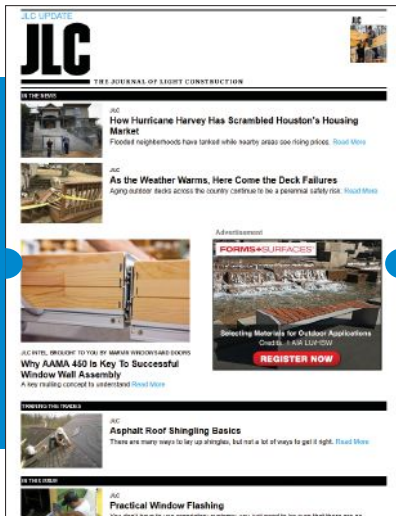 JLC UPDATE
JLC
JLC
THE JOURNAL OF LIGHT CONSTRUCTION
IN THE NEWS
JLC
How Hurricane Harvey Has Scrambled Houston's Housing
Market
Flooded neighborhoods have tanked while nearby areas see rising prices. Read More
JLC
As the Weather Warms, Here Come the Deck Failures
Aging outdoor decks across the country continue to be a perennial safety risk. Read More
Advertisement
FORMS+SURFACES
Selecting Materials for Outdoor Applications
Credits: 1 AIA LU/HSW
REGISTER NOW
JLC INTEL, BROUGHT TO YOU BY MARVIN WINDOWS AND DOORS
Why AAMA 450 Is Key To Successful
Window Wall Assembly
A key mulling concept to understand Read More
TRAINING THE TRADES
JLC
Asphalt Roof Shingling Basics
There are many ways to lay up shingles, but not a lot of ways to get it right. Read More
IN THIS ISSUE
JLC
Practical Window Flashing